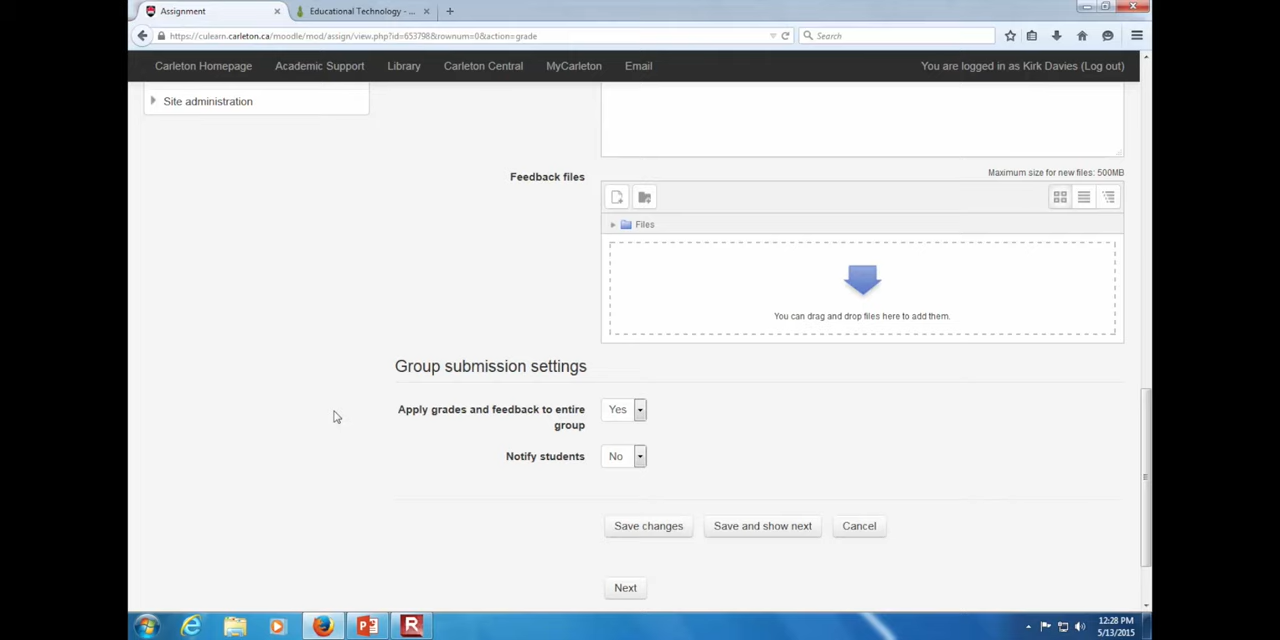 Assignment
Educational Technology - ...
https://culearn.carleton.ca/moodle/mod/assign/view.php?id=653798&rownum=0&action=grade
Search
Carleton Homepage
Academic Support
Library
Carleton Central
MyCarleton
Email
You are logged in as Kirk Davies (Log out)
Site administration
Feedback files
Maximum size for new files: 500MB
Files
You can drag and drop files here to add them.
Group submission settings
Apply grades and feedback to entire
group
Yes
Notify students
No
Save changes
Save and show next
Cancel
Next
12:28 PM
5/13/2015